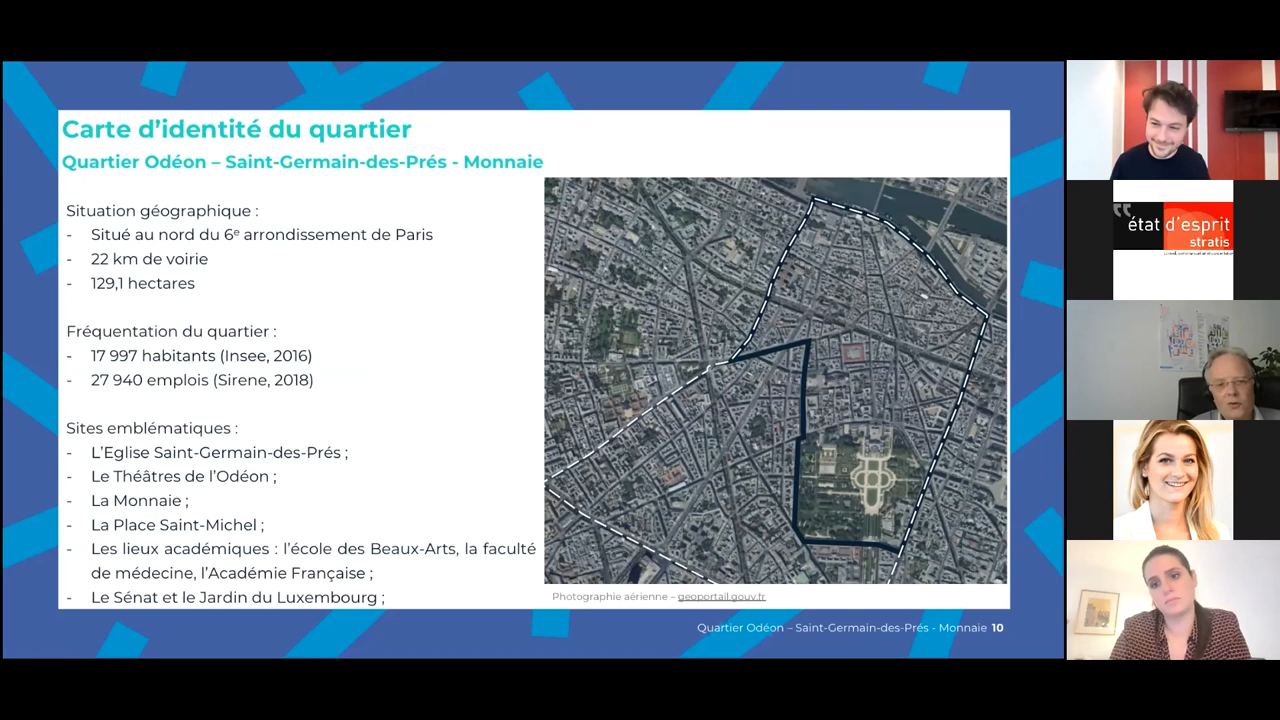 Carte d'identité du quartier
Quartier Odéon – Saint-Germain-des-Prés - Monnaie
Situation géographique :
- Situé au nord du 6ᵉ arrondissement de Paris
- 22 km de voirie
- 129,1 hectares
Fréquentation du quartier :
- 17 997 habitants (Insee, 2016)
- 27 940 emplois (Sirene, 2018)
Sites emblématiques :
- L'Eglise Saint-Germain-des-Prés ;
- Le Théâtres de l'Odéon ;
- La Monnaie ;
- La Place Saint-Michel ;
- Les lieux académiques : l'école des Beaux-Arts, la faculté
de médecine, l'Académie Française ;
- Le Sénat et le Jardin du Luxembourg ;
Photographie aérienne – geoportail.gouv.fr
Quartier Odéon – Saint-Germain-des-Prés - Monnaie 10
état d'esprit
stratis